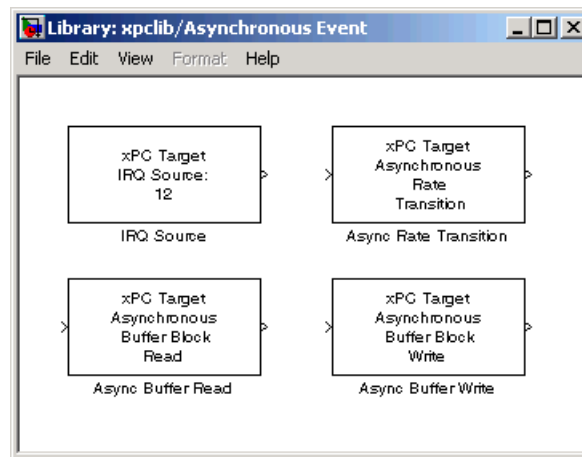 Library: xpclib/Asynchronous Event
File Edit View Format Help
xPC Target
IRQ Source:
12
IRQ Source
xPC Target
Asynchronous
Rate
Transition
Async Rate Transition
xPC Target
Asynchronous
Buffer Block
Read
Async Buffer Read
xPC Target
Asynchronous
Buffer Block
Write
Async Buffer Write